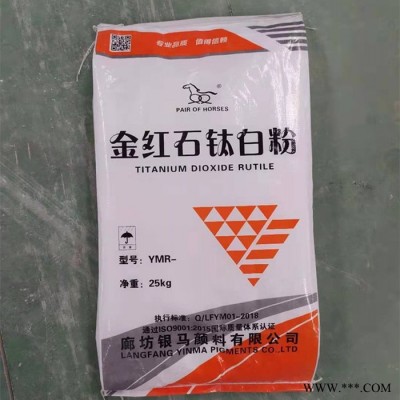 专业品质 值得信赖
PAIR OF HORSES
金红石钛白粉
TITANIUM DIOXIDE RUTILE
型号: YMR-
净重: 25kg
执行标准: Q/LFYM01-2018
通过ISO9001:2015国际质量体系认证
廊坊银马颜料有限公司
LANGFANG YINMA PIGMENTS CO.,LTD
www.***.com